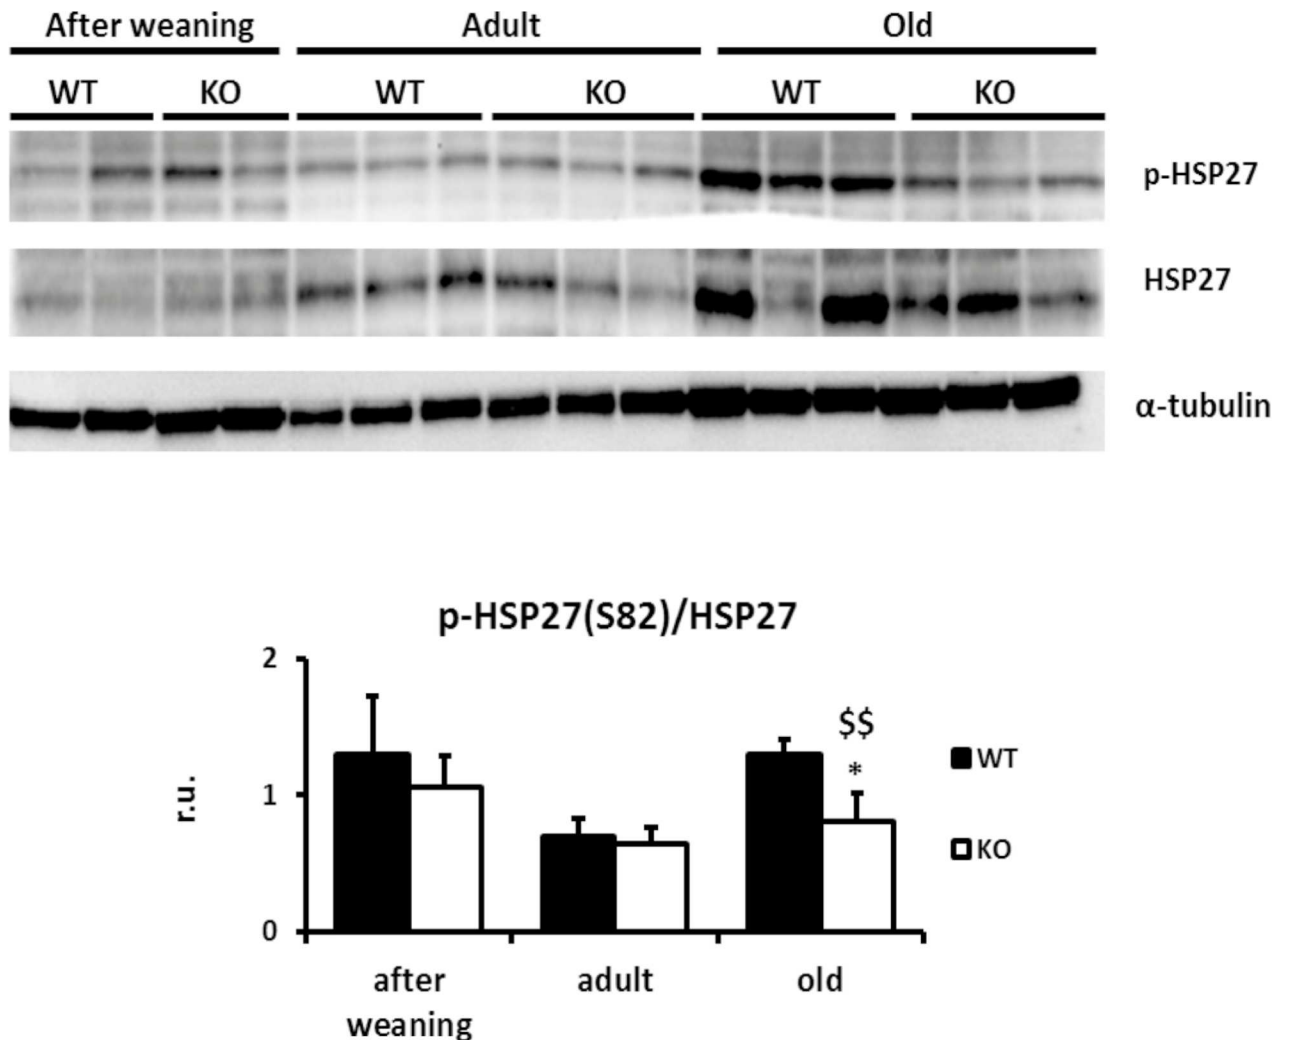 After weaning Adult Old
WT KO WT KO WT KO
p-HSP27
HSP27
α-tubulin
p-HSP27(S82)/HSP27
2
$$
*
WT
1
r.u.
KO
0
after adult old
weaning